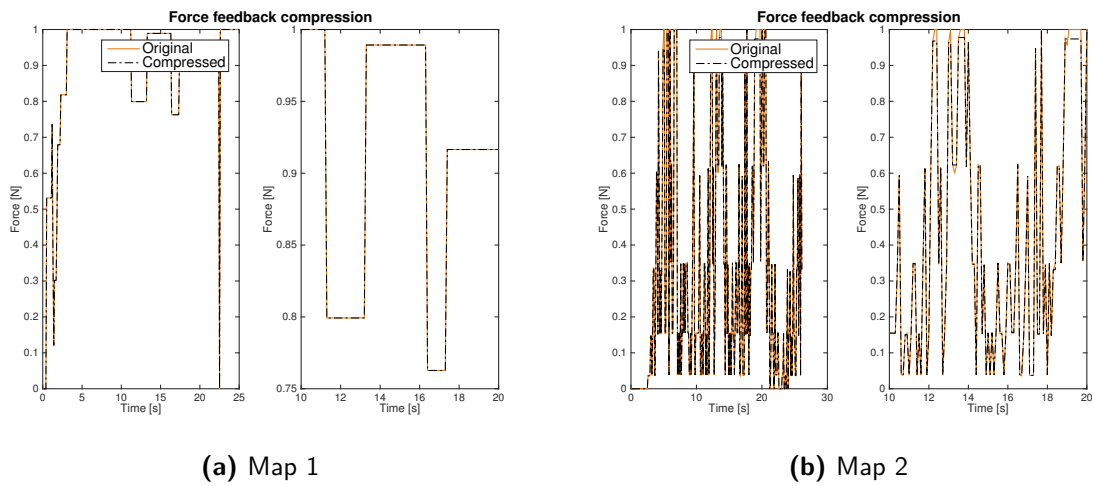 Force feedback compression
Force [N]
1
0.9
0.8
0.7
0.6
0.5
0.4
0.3
0.2
0.1
0
Original
Compressed
0 5 10 15 20 25
Time [s]
Force [N]
1
0.95
0.9
0.85
0.8
0.75
10 12 14 16 18 20
Time [s]
(a) Map 1
Force feedback compression
Force [N]
1
0.9
0.8
0.7
0.6
0.5
0.4
0.3
0.2
0.1
0
Original
Compressed
0 10 20 30
Time [s]
Force [N]
1
0.9
0.8
0.7
0.6
0.5
0.4
0.3
0.2
0.1
0
10 12 14 16 18 20
Time [s]
(b) Map 2